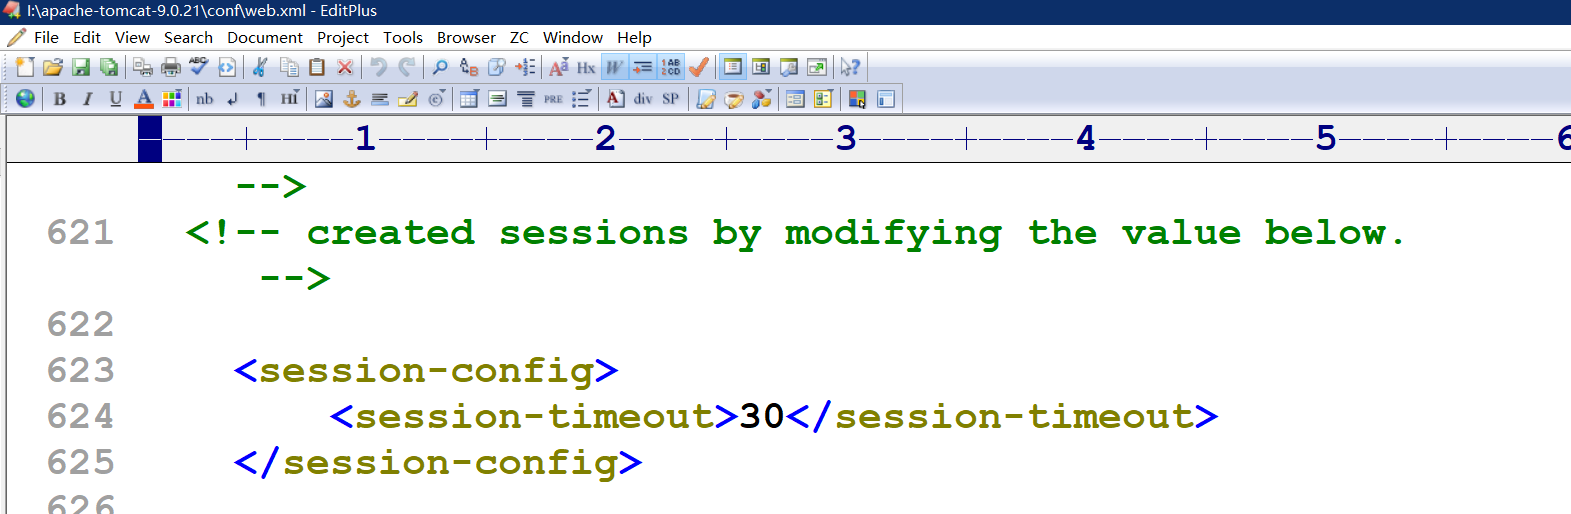 I:\apache-tomcat-9.0.21\conf\web.xml - EditPlus
File Edit View Search Document Project Tools Browser ZC Window Help
B I U A nb ¶ HI PRE A div SP
1 2 3 4 5 6
-->
621 <!-- created sessions by modifying the value below.
-->
622
623 <session-config>
624 <session-timeout>30</session-timeout>
625 </session-config>
626